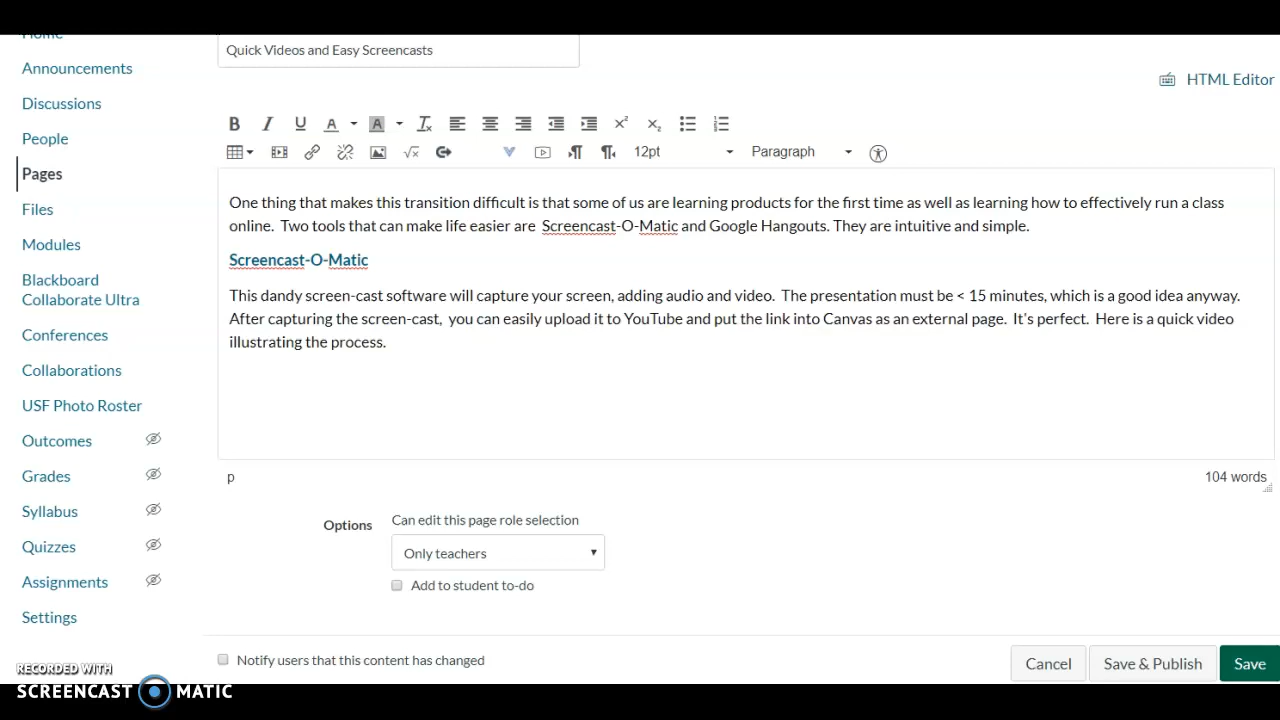 Home
Quick Videos and Easy Screencasts
Announcements
HTML Editor
Discussions
People
Pages
Files
Modules
Blackboard
Collaborate Ultra
Conferences
Collaborations
USF Photo Roster
Outcomes
Grades
Syllabus
Quizzes
Assignments
Settings
12pt
Paragraph
One thing that makes this transition difficult is that some of us are learning products for the first time as well as learning how to effectively run a class
online. Two tools that can make life easier are Screencast-O-Matic and Google Hangouts. They are intuitive and simple.
Screencast-O-Matic
This dandy screen-cast software will capture your screen, adding audio and video. The presentation must be < 15 minutes, which is a good idea anyway.
After capturing the screen-cast, you can easily upload it to YouTube and put the link into Canvas as an external page. It's perfect. Here is a quick video
illustrating the process.
p
104 words
Options
Can edit this page role selection
Only teachers
Add to student to-do
Notify users that this content has changed
Cancel
Save & Publish
Save
RECORDED WITH
SCREENCAST MATIC